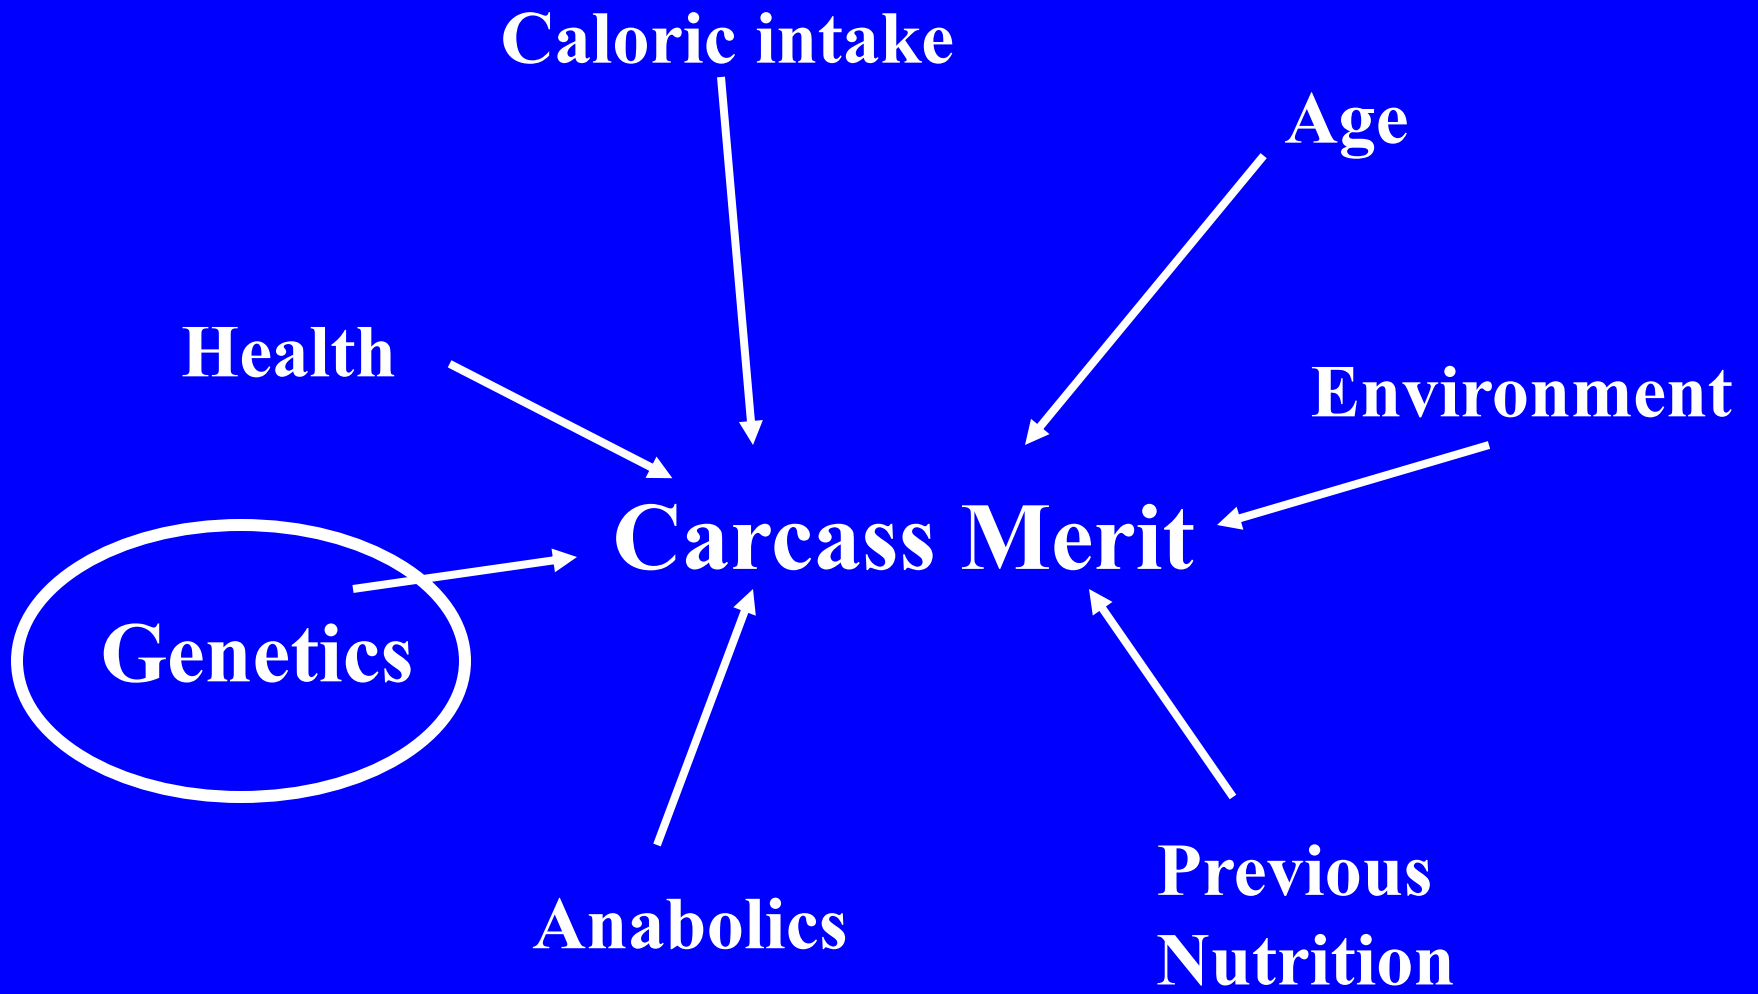 Caloric intake
Age
Health
Environment
Carcass Merit
Genetics
Anabolics
Previous
Nutrition